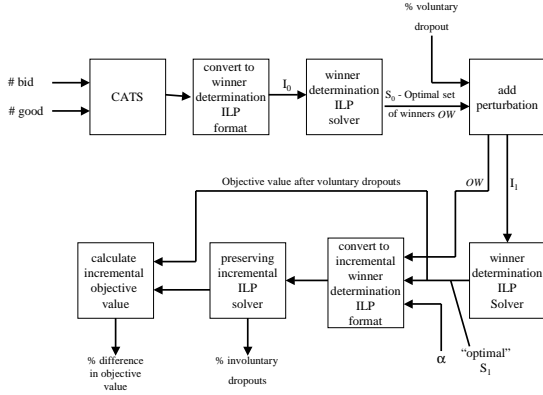 % voluntary
dropout
# bid
# good
CATS
convert to
winner
determination
ILP
format
I0
winner
determination
ILP
solver
S0 - Optimal set
of winners OW
add
perturbation
OW
I1
Objective value after voluntary dropouts
calculate
incremental
objective
value
preserving
incremental
ILP
solver
convert to
incremental
winner
determination
ILP
format
winner
determination
ILP
Solver
% difference
in objective
value
% involuntary
dropouts
α
“optimal”
S1